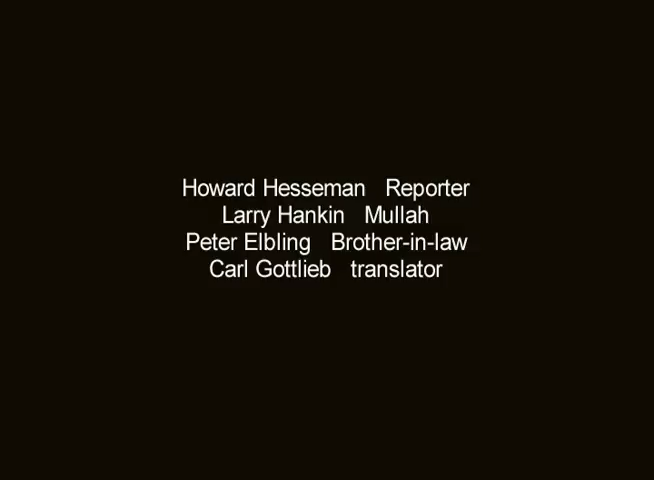 Howard Hesseman Reporter
Larry Hankin Mullah
Peter Elbling Brother-in-law
Carl Gottlieb translator